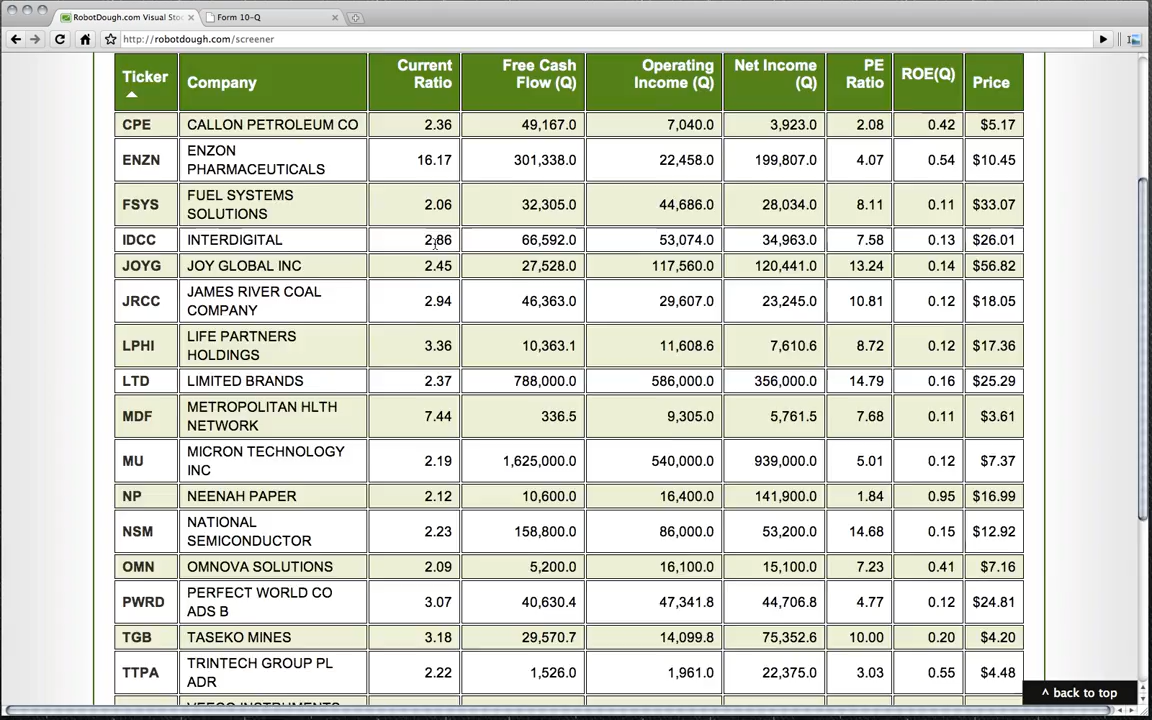 RobotDough.com Visual Stoc
Form 10-Q
http://robotdough.com/screener
Ticker Company Current Ratio Free Cash Flow (Q) Operating Income (Q) Net Income (Q) PE Ratio ROE(Q) Price
CPE CALLON PETROLEUM CO 2.36 49,167.0 7,040.0 3,923.0 2.08 0.42 $5.17
ENZN ENZON PHARMACEUTICALS 16.17 301,338.0 22,458.0 199,807.0 4.07 0.54 $10.45
FSYS FUEL SYSTEMS SOLUTIONS 2.06 32,305.0 44,686.0 28,034.0 8.11 0.11 $33.07
IDCC INTERDIGITAL 2.86 66,592.0 53,074.0 34,963.0 7.58 0.13 $26.01
JOYG JOY GLOBAL INC 2.45 27,528.0 117,560.0 120,441.0 13.24 0.14 $56.82
JRCC JAMES RIVER COAL COMPANY 2.94 46,363.0 29,607.0 23,245.0 10.81 0.12 $18.05
LPHI LIFE PARTNERS HOLDINGS 3.36 10,363.1 11,608.6 7,610.6 8.72 0.12 $17.36
LTD LIMITED BRANDS 2.37 788,000.0 586,000.0 356,000.0 14.79 0.16 $25.29
MDF METROPOLITAN HLTH NETWORK 7.44 336.5 9,305.0 5,761.5 7.68 0.11 $3.61
MU MICRON TECHNOLOGY INC 2.19 1,625,000.0 540,000.0 939,000.0 5.01 0.12 $7.37
NP NEENAH PAPER 2.12 10,600.0 16,400.0 141,900.0 1.84 0.95 $16.99
NSM NATIONAL SEMICONDUCTOR 2.23 158,800.0 86,000.0 53,200.0 14.68 0.15 $12.92
OMN OMNOVA SOLUTIONS 2.09 5,200.0 16,100.0 15,100.0 7.23 0.41 $7.16
PWRD PERFECT WORLD CO ADS B 3.07 40,630.4 47,341.8 44,706.8 4.77 0.12 $24.81
TGB TASEKO MINES 3.18 29,570.7 14,099.8 75,352.6 10.00 0.20 $4.20
TTPA TRINTECH GROUP PL ADR 2.22 1,526.0 1,961.0 22,375.0 3.03 0.55 $4.48
^ back to top